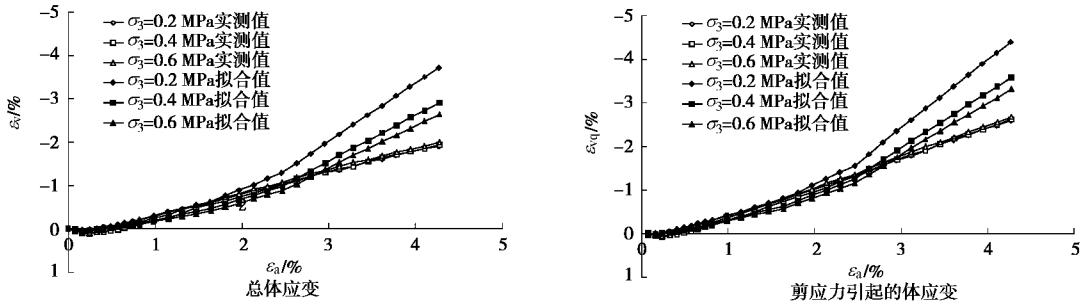 σ3=0.2 MPa实测值
σ3=0.4 MPa实测值
σ3=0.6 MPa实测值
σ3=0.2 MPa拟合值
σ3=0.4 MPa拟合值
σ3=0.6 MPa拟合值
-5
-4
-3
-2
-1
0
1
εv/%
0 1 2 3 4 5
2
εa/%
总体应变
σ3=0.2 MPa实测值
σ3=0.4 MPa实测值
σ3=0.6 MPa实测值
σ3=0.2 MPa拟合值
σ3=0.4 MPa拟合值
σ3=0.6 MPa拟合值
-5
-4
-3
-2
-1
0
1
εvq/%
0 1 2 3 4 5
εa/%
剪应力引起的体应变